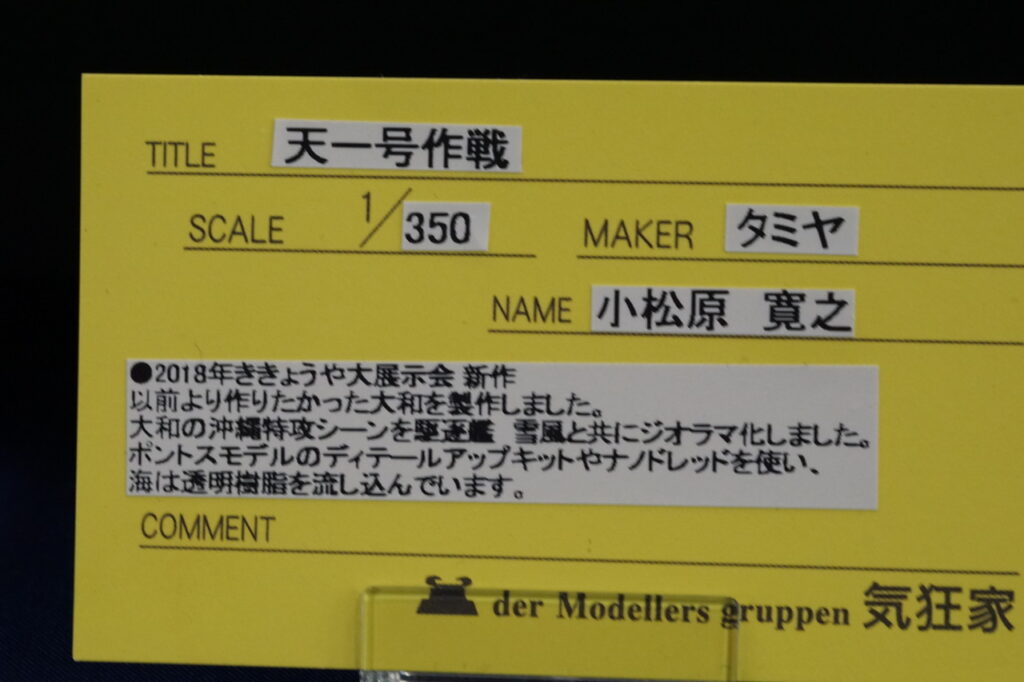 TITLE 天一号作戦
SCALE 1/350 MAKER タミヤ
NAME 小松原 寛之
●2018年ききょうや大展示会 新作
以前より作りたかった大和を製作しました。
大和の沖縄特攻シーンを駆逐艦 雪風と共にジオラマ化しました。
ポントスモデルのディテールアップキットやナノドレッドを使い、
海は透明樹脂を流し込んでいます。
COMMENT
der Modellers gruppen 気狂家